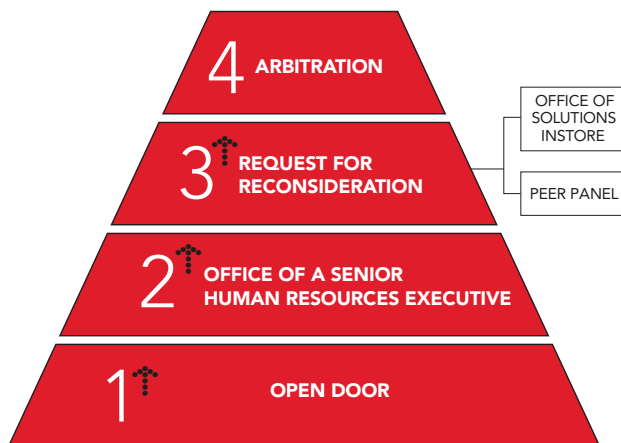 4 ARBITRATION
OFFICE OF
SOLUTIONS
INSTORE
3 REQUEST FOR
RECONSIDERATION
PEER PANEL
2 OFFICE OF A SENIOR
HUMAN RESOURCES EXECUTIVE
1 OPEN DOOR